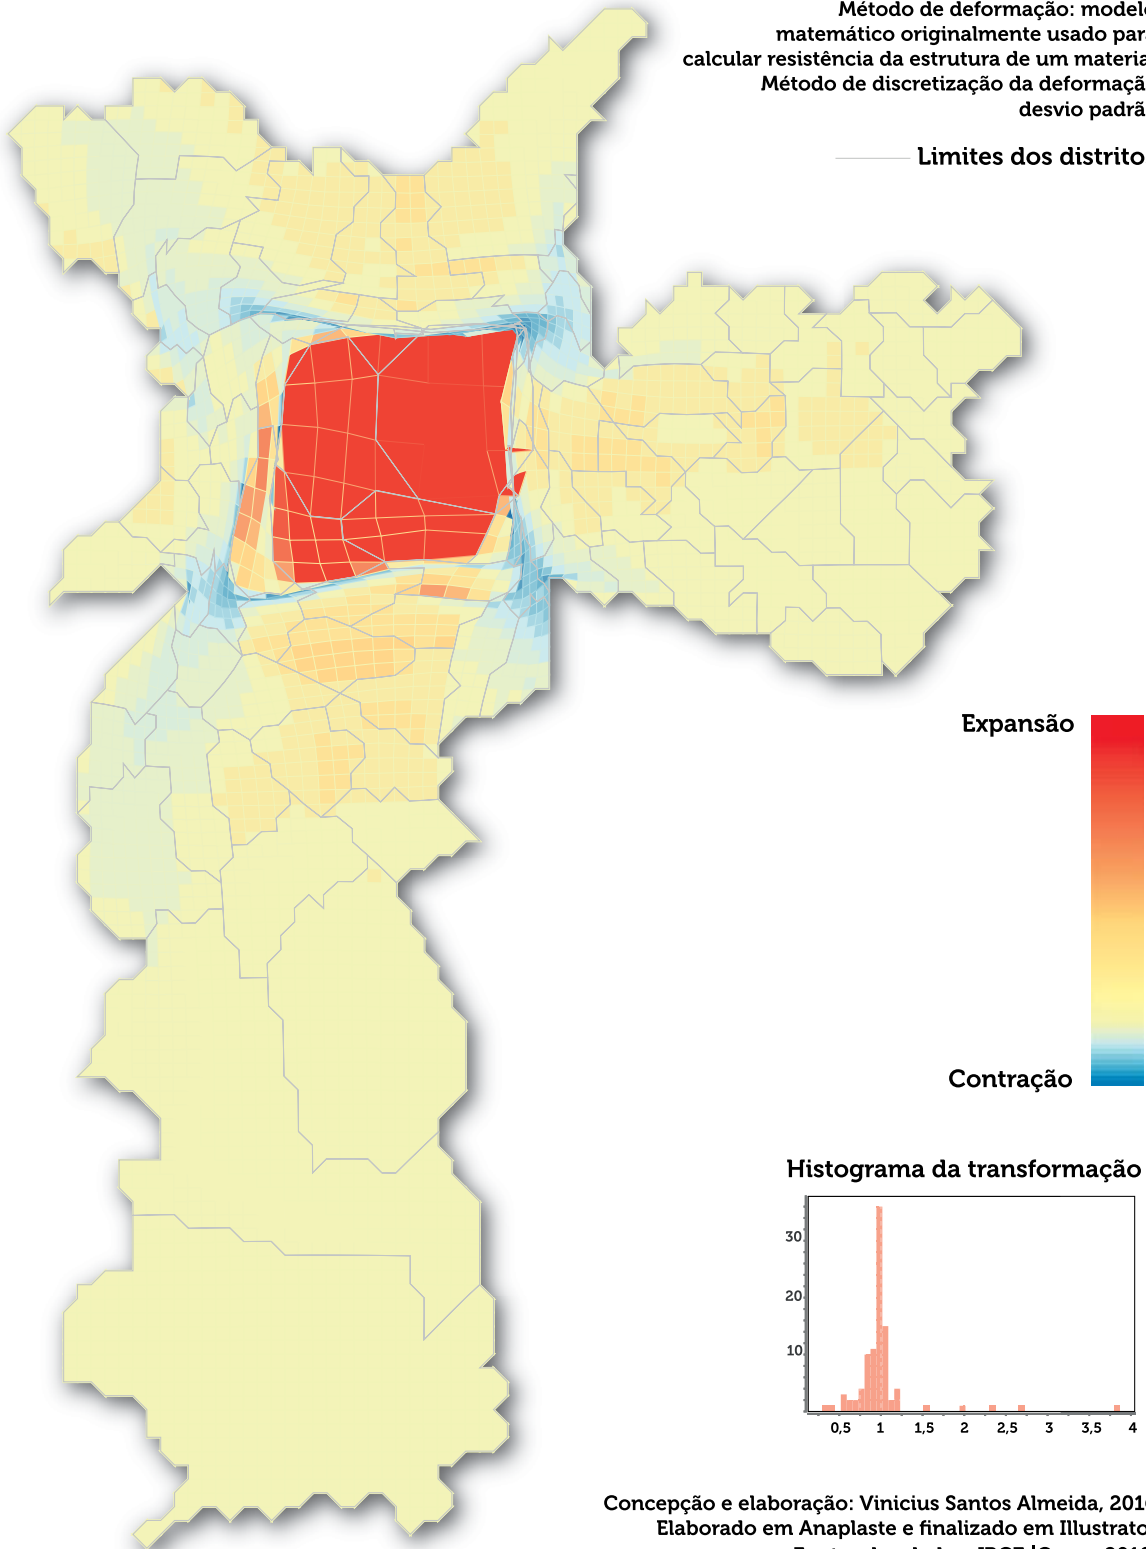 Método de deformação: modelo
matemático originalmente usado para
calcular resistência da estrutura de um materia
Método de discretização da deformaçã
desvio padrã
Limites dos distrito
Expansão
Contração
Histograma da transformação
30
20
10
0,5 1 1,5 2 2,5 3 3,5 4
Concepção e elaboração: Vinicius Santos Almeida, 201
Elaborado em Anaplaste e finalizado em Illustrato